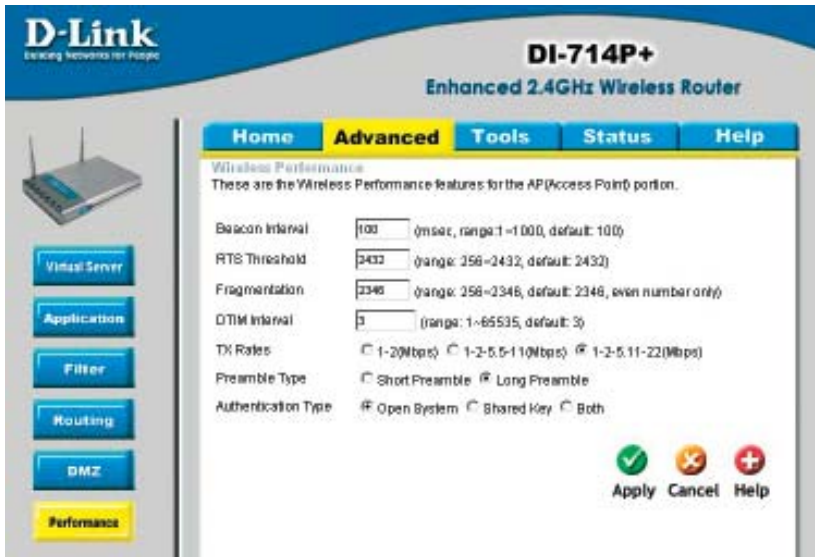 D-Link
Building Networks for People
DI-714P+
Enhanced 2.4GHz Wireless Router
Home Advanced Tools Status Help
Wireless Performance
These are the Wireless Performance features for the AP(Access Point) portion.
Beacon Interval 100 (msec, range:1~1000, default: 100)
RTS Threshold 2432 (range: 256~2432, default: 2432)
Fragmentation 2346 (range: 256~2346, default: 2346, even number only)
DTIM Interval 3 (range: 1~65535, default: 3)
TX Rates 1-2(Mbps) 1-2-5.5-11(Mbps) 1-2-5.11-22(Mbps)
Preamble Type Short Preamble Long Preamble
Authentication Type Open System Shared Key Both
Virtual Server
Application
Filter
Routing
DMZ
Performance
Apply Cancel Help